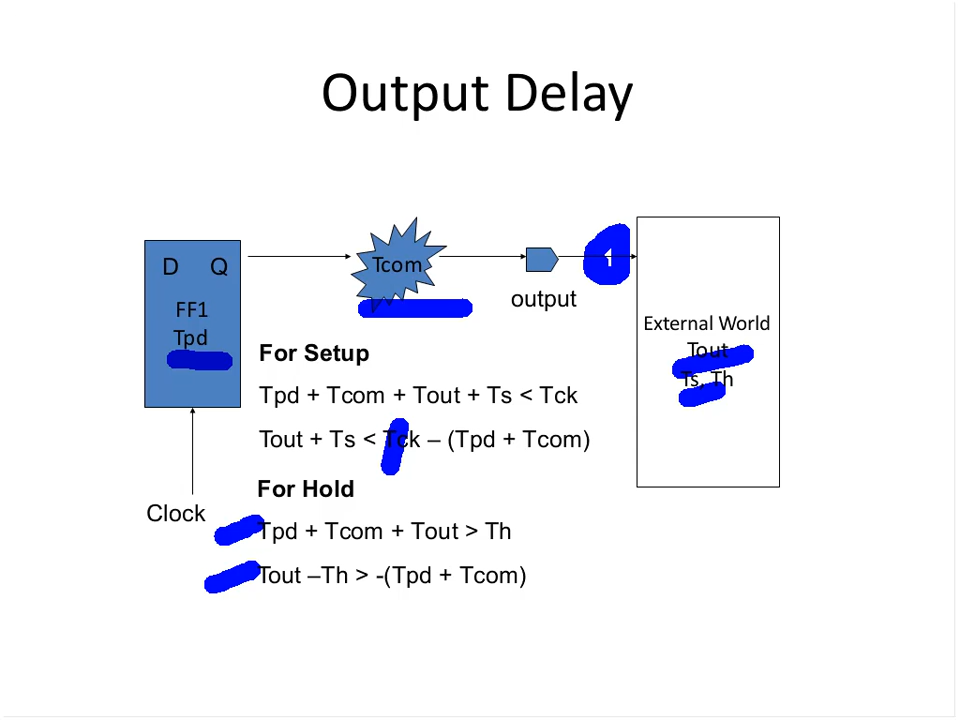 Output Delay
D Q
FF1
Tpd
Tcom
output
1
External World
Tout
Ts, Th
Clock
For Setup
Tpd + Tcom + Tout + Ts < Tck
Tout + Ts < Tck – (Tpd + Tcom)
For Hold
Tpd + Tcom + Tout > Th
Tout –Th > -(Tpd + Tcom)